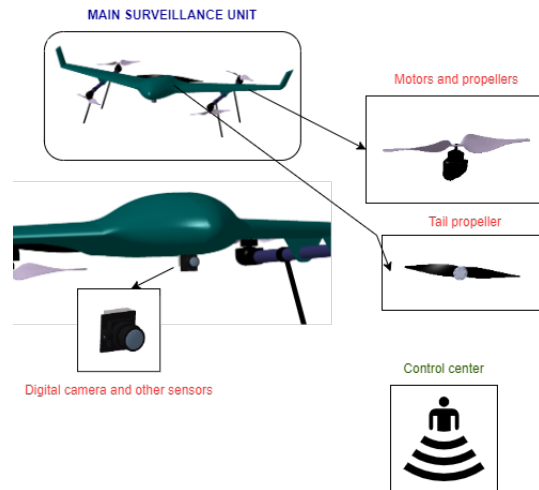 MAIN SURVEILLANCE UNIT
Motors and propellers
Tail propeller
Digital camera and other sensors
Control center